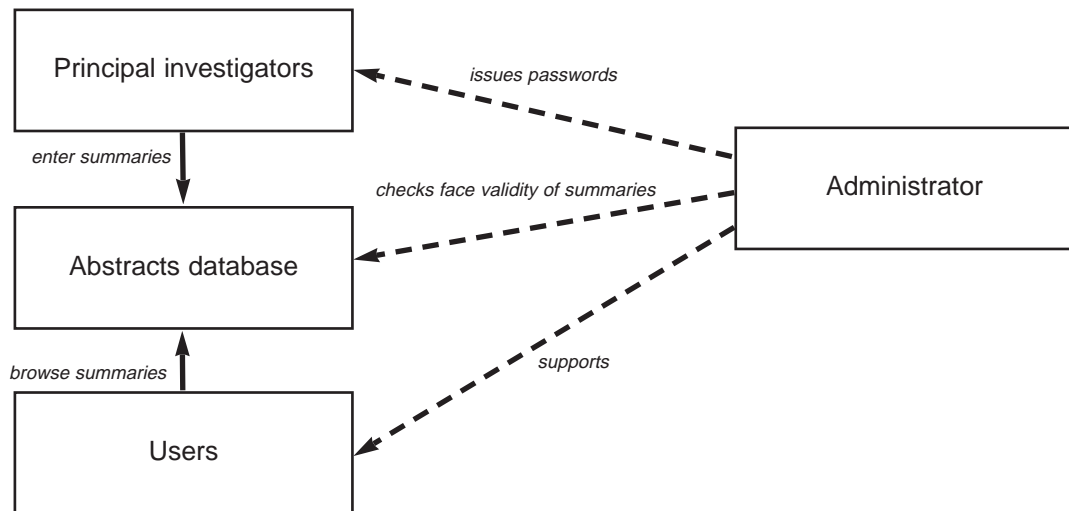 Principal investigators
issues passwords
enter summaries
checks face validity of summaries
Administrator
Abstracts database
browse summaries
supports
Users